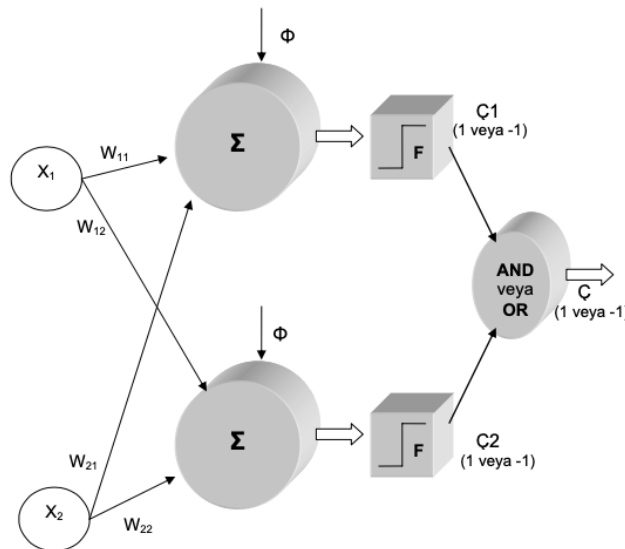 Φ
Ç1
(1 veya -1)
W11
Σ
F
X1
W12
AND
veya
OR
Ç
(1 veya -1)
Φ
Σ
F
Ç2
(1 veya -1)
W21
X2
W22